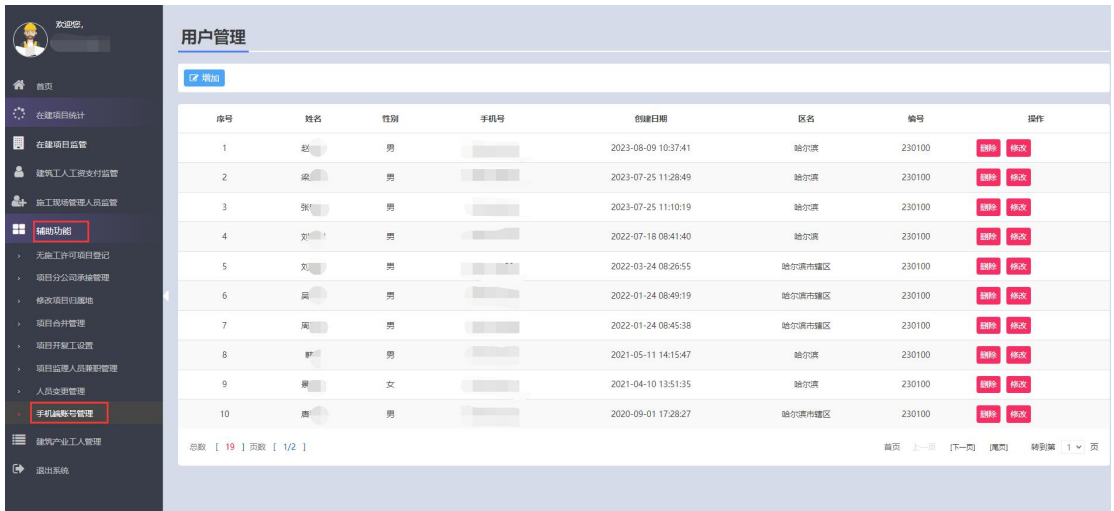 欢迎您,
首页
在建项目统计
在建项目监管
建筑工人工资支付监管
施工现场管理人员监管
辅助功能
无施工许可项目登记
项目分公司承接管理
修改项目归属地
项目合并管理
项目开复工设置
项目监理人员兼职管理
人员变更管理
手机端账号管理
建筑产业工人管理
退出系统
用户管理
增加
序号 姓名 性别 手机号 创建日期 区名 编号 操作
1 赵 男 2023-08-09 10:37:41 哈尔滨 230100 删除 修改
2 梁 男 2023-07-25 11:28:49 哈尔滨 230100 删除 修改
3 张 男 2023-07-25 11:10:19 哈尔滨 230100 删除 修改
4 刘 男 2022-07-18 08:41:40 哈尔滨 230100 删除 修改
5 刘 男 2022-03-24 08:26:55 哈尔滨市辖区 230100 删除 修改
6 吴 男 2022-01-24 08:49:19 哈尔滨市辖区 230100 删除 修改
7 周 男 2022-01-24 08:45:38 哈尔滨市辖区 230100 删除 修改
8 男 2021-05-11 14:15:47 哈尔滨 230100 删除 修改
9 景 女 2021-04-10 13:51:35 哈尔滨 230100 删除 修改
10 唐 男 2020-09-01 17:28:27 哈尔滨市辖区 230100 删除 修改
总数 [ 19 ] 页数 [ 1/2 ] 首页 上一页 [下一页] [尾页] 转到第 1 页